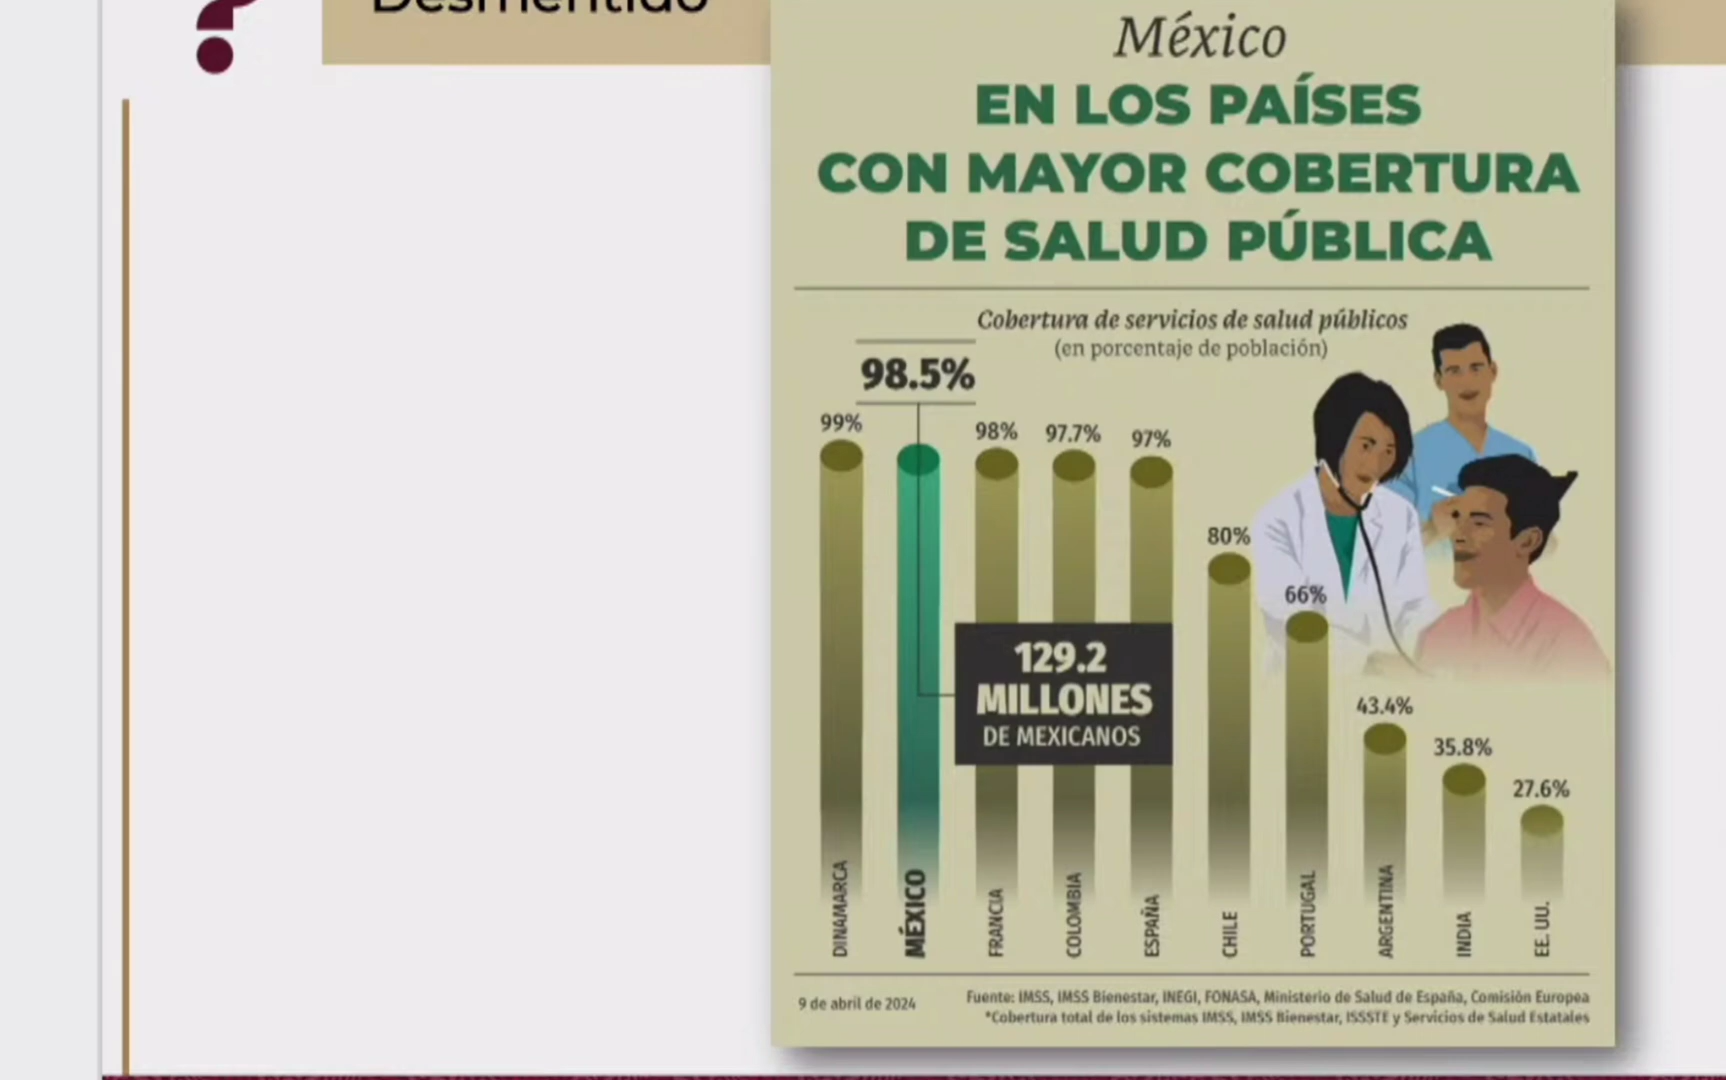 ?
Desmentido
México
EN LOS PAÍSES
CON MAYOR COBERTURA
DE SALUD PÚBLICA
Cobertura de servicios de salud públicos
(en porcentaje de población)
98.5%
99%
98%
97.7%
97%
80%
66%
43.4%
35.8%
27.6%
129.2
MILLONES
DE MEXICANOS
DINAMARCA
MÉXICO
FRANCIA
COLOMBIA
ESPAÑA
CHILE
PORTUGAL
ARGENTINA
INDIA
EE. UU.
9 de abril de 2024
Fuente: IMSS, IMSS Bienestar, INEGI, FONASA, Ministerio de Salud de España, Comisión Europea
*Cobertura total de los sistemas IMSS, IMSS Bienestar, ISSSTE y Servicios de Salud Estatales